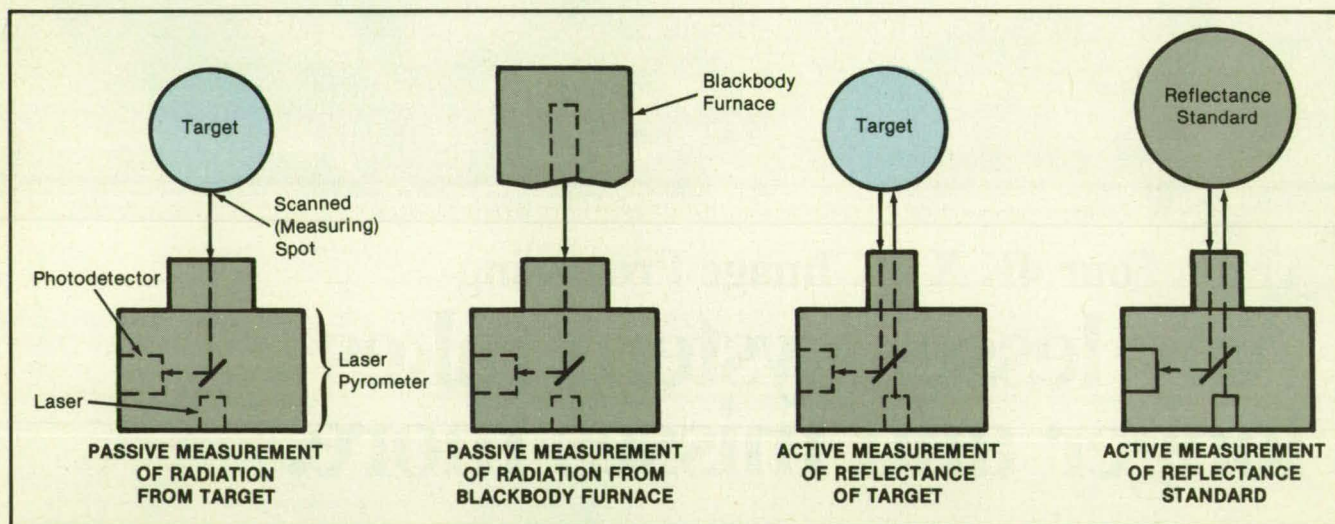 Target
Scanned
(Measuring)
Spot
Photodetector
Laser
Laser
Pyrometer
PASSIVE MEASUREMENT
OF RADIATION
FROM TARGET
Blackbody
Furnace
PASSIVE MEASUREMENT
OF RADIATION FROM
BLACKBODY FURNACE
Target
ACTIVE MEASUREMENT
OF REFLECTANCE
OF TARGET
Reflectance
Standard
ACTIVE MEASUREMENT
OF REFLECTANCE
STANDARD